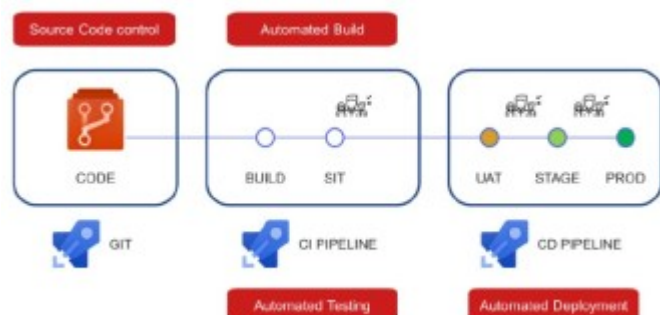 Source Code control
Automated Build
CODE
BUILD
SIT
UAT
STAGE
PROD
GIT
CI PIPELINE
CD PIPELINE
Automated Testing
Automated Deployment